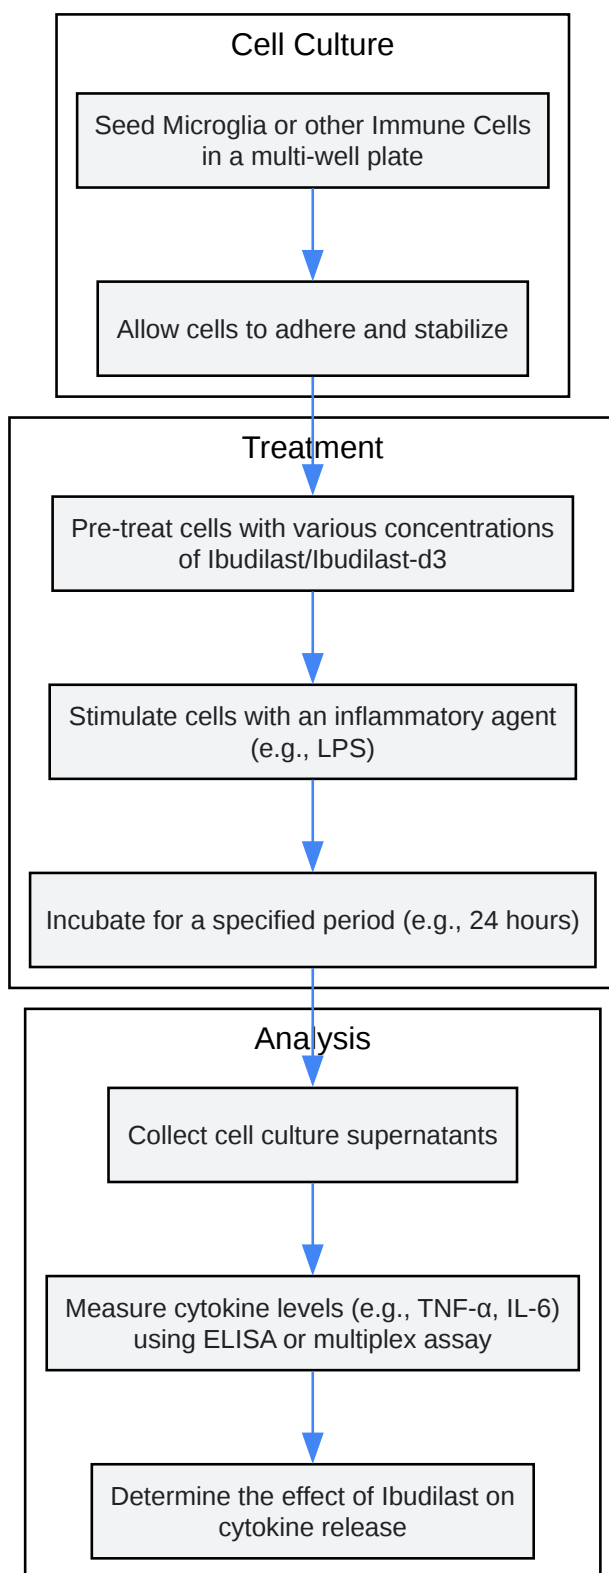 Cell Culture
Seed Microglia or other Immune Cells
in a multi-well plate
Allow cells to adhere and stabilize
Treatment
Pre-treat cells with various concentrations
of Ibudilast/Ibudilast-d3
Stimulate cells with an inflammatory agent
(e.g., LPS)
Incubate for a specified period (e.g., 24 hours)
Analysis
Collect cell culture supernatants
Measure cytokine levels (e.g., TNF-α, IL-6)
using ELISA or multiplex assay
Determine the effect of Ibudilast on
cytokine release